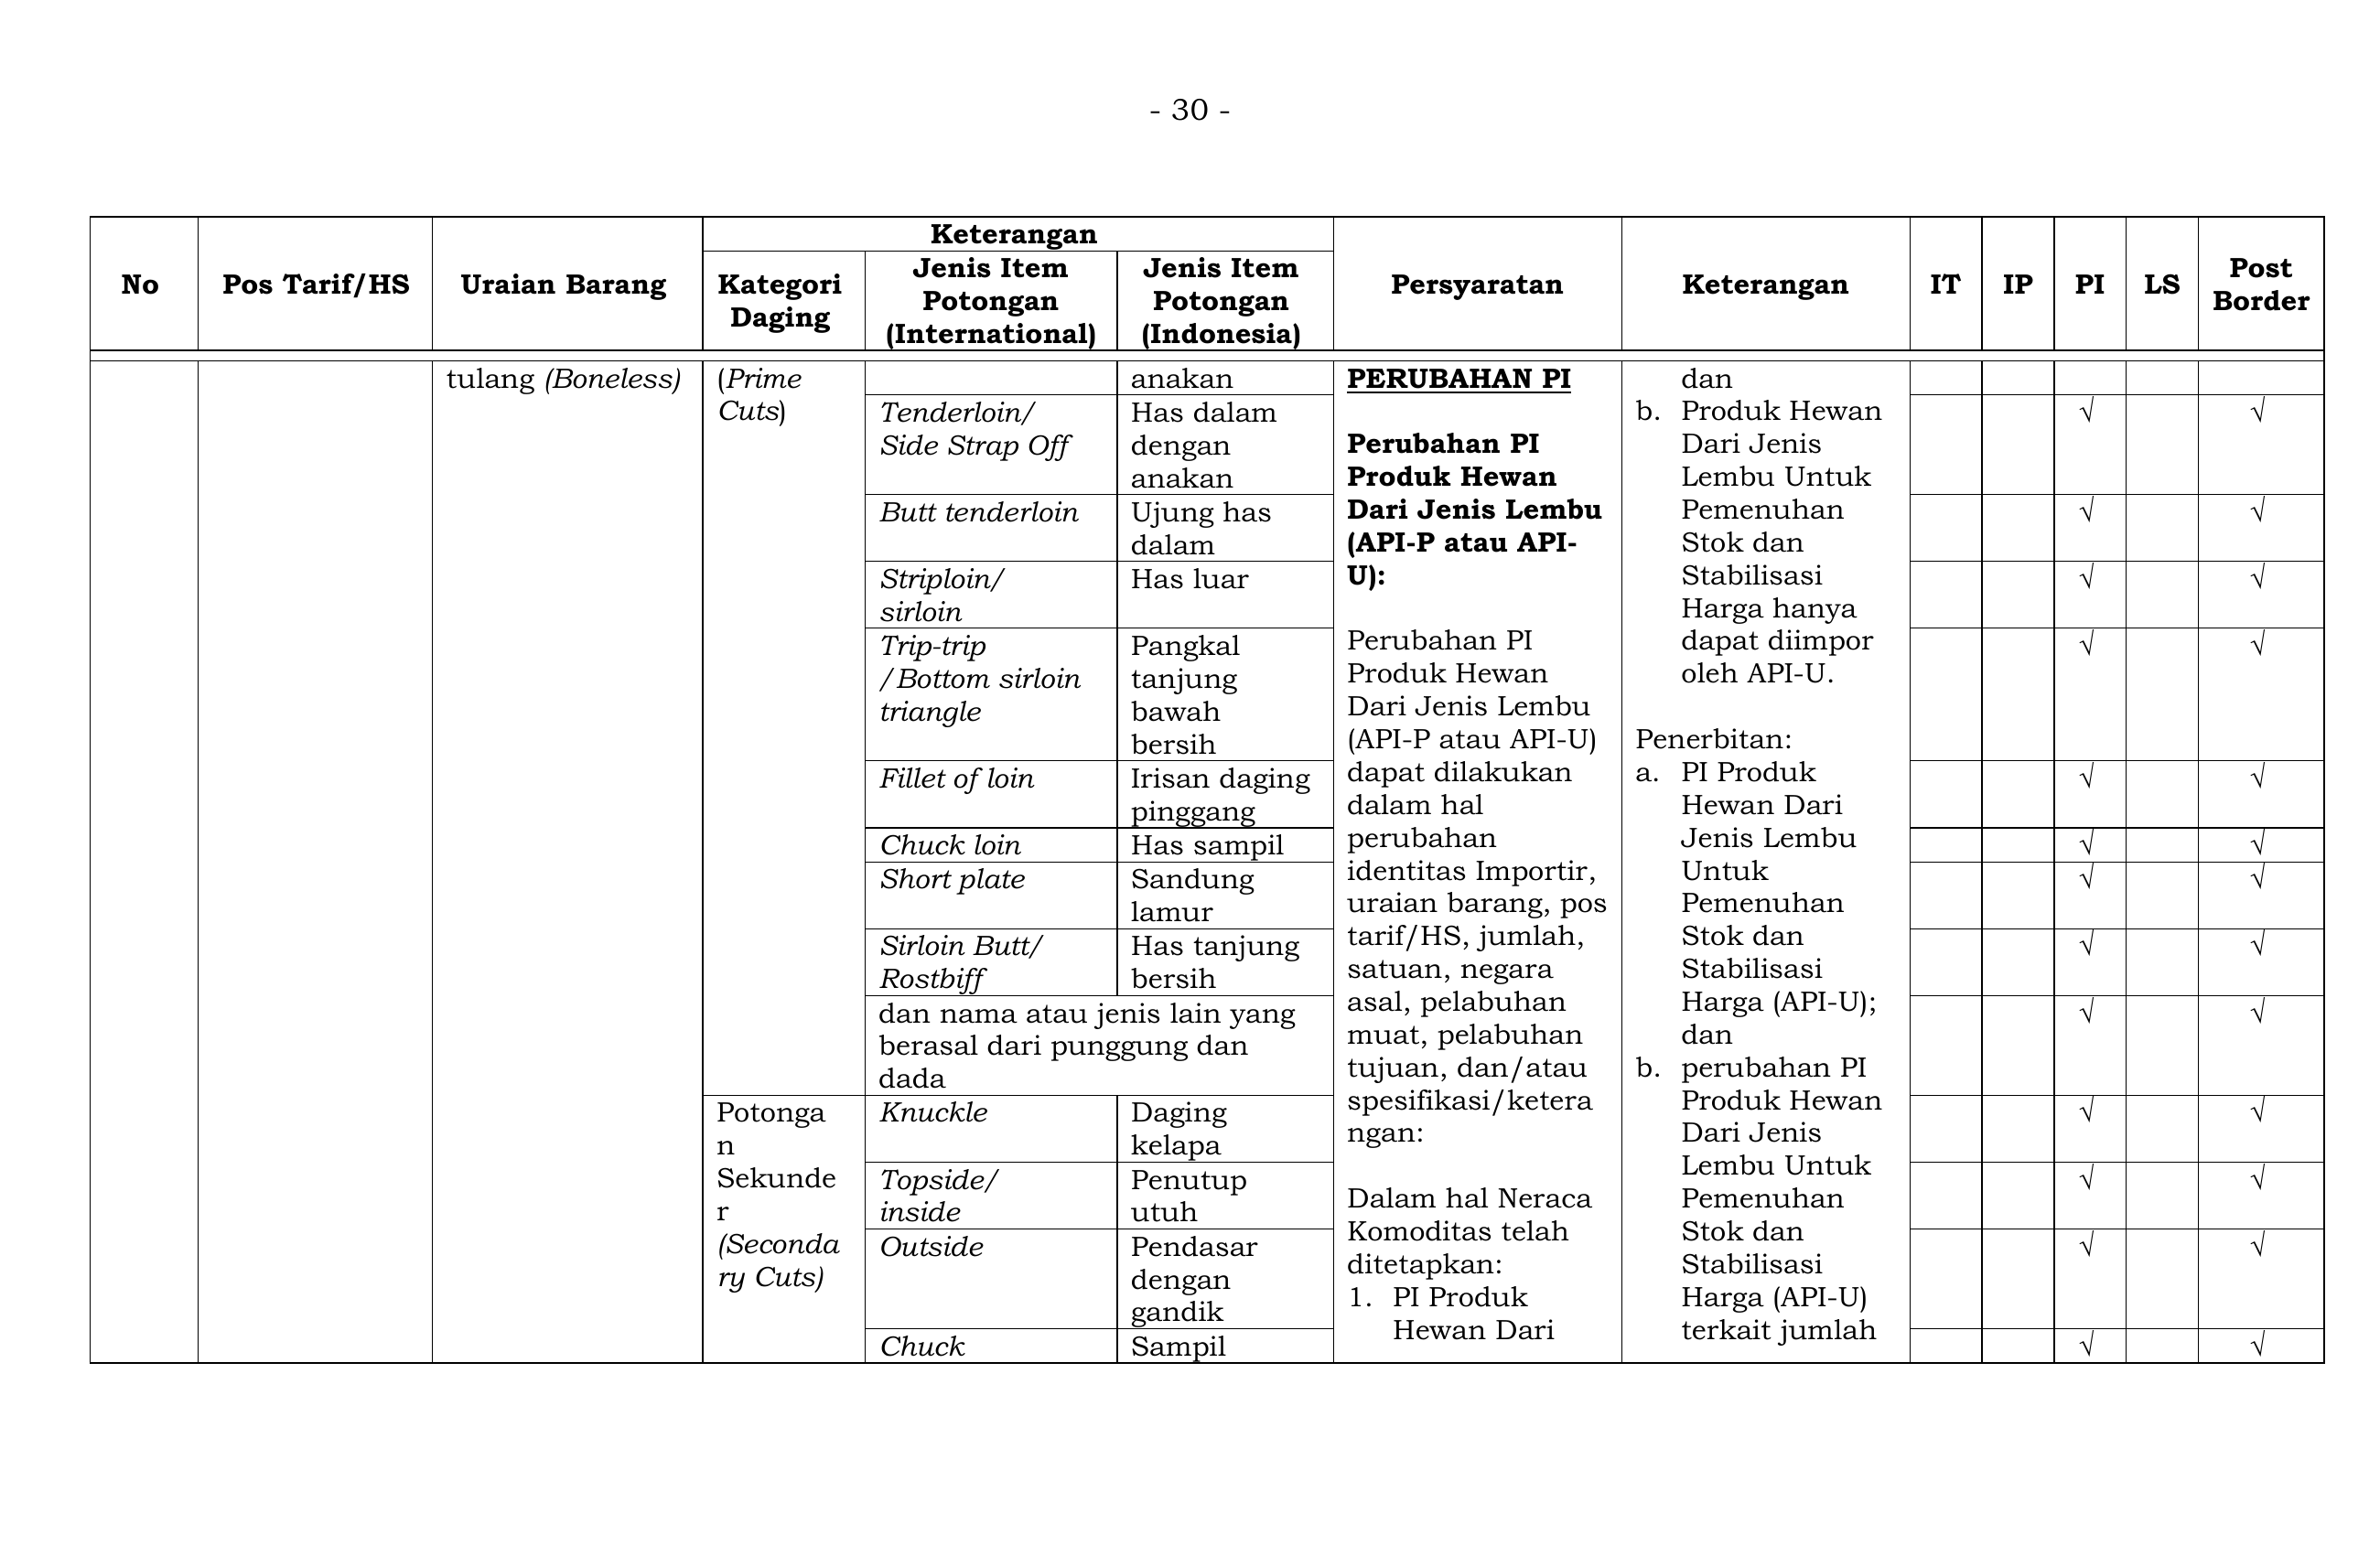 - 30 -
Keterangan
No
Pos Tarif/HS
Uraian Barang
Kategori
Daging
Jenis Item
Potongan
(International)
Jenis Item
Potongan
(Indonesia)
Persyaratan
Keterangan
IT
IP
PI
LS
Post
Border
tulang (Boneless)
(Prime
Cuts)
anakan
Tenderloin/
Side Strap Off
Has dalam
dengan
anakan
√
√
Butt tenderloin
Ujung has
dalam
√
√
Striploin/
sirloin
Has luar
√
√
Trip-trip
/Bottom sirloin
triangle
Pangkal
tanjung
bawah
bersih
√
√
Fillet of loin
Irisan daging
pinggang
√
√
Chuck loin
Has sampil
√
√
Short plate
Sandung
lamur
√
√
Sirloin Butt/
Rostbiff
Has tanjung
bersih
√
√
dan nama atau jenis lain yang
berasal dari punggung dan
dada
√
√
Potonga
n
Sekunde
r
(Seconda
ry Cuts)
Knuckle
Daging
kelapa
√
√
Topside/
inside
Penutup
utuh
√
√
Outside
Pendasar
dengan
gandik
√
√
Chuck
Sampil
√
√
PERUBAHAN PI
Perubahan PI
Produk Hewan
Dari Jenis Lembu
(API-P atau API-
U):
Perubahan PI
Produk Hewan
Dari Jenis Lembu
(API-P atau API-U)
dapat dilakukan
dalam hal
perubahan
identitas Importir,
uraian barang, pos
tarif/HS, jumlah,
satuan, negara
asal, pelabuhan
muat, pelabuhan
tujuan, dan/atau
spesifikasi/ketera
ngan:
Dalam hal Neraca
Komoditas telah
ditetapkan:
1. PI Produk
Hewan Dari
dan
b. Produk Hewan
Dari Jenis
Lembu Untuk
Pemenuhan
Stok dan
Stabilisasi
Harga hanya
dapat diimpor
oleh API-U.
Penerbitan:
a. PI Produk
Hewan Dari
Jenis Lembu
Untuk
Pemenuhan
Stok dan
Stabilisasi
Harga (API-U);
dan
b. perubahan PI
Produk Hewan
Dari Jenis
Lembu Untuk
Pemenuhan
Stok dan
Stabilisasi
Harga (API-U)
terkait jumlah